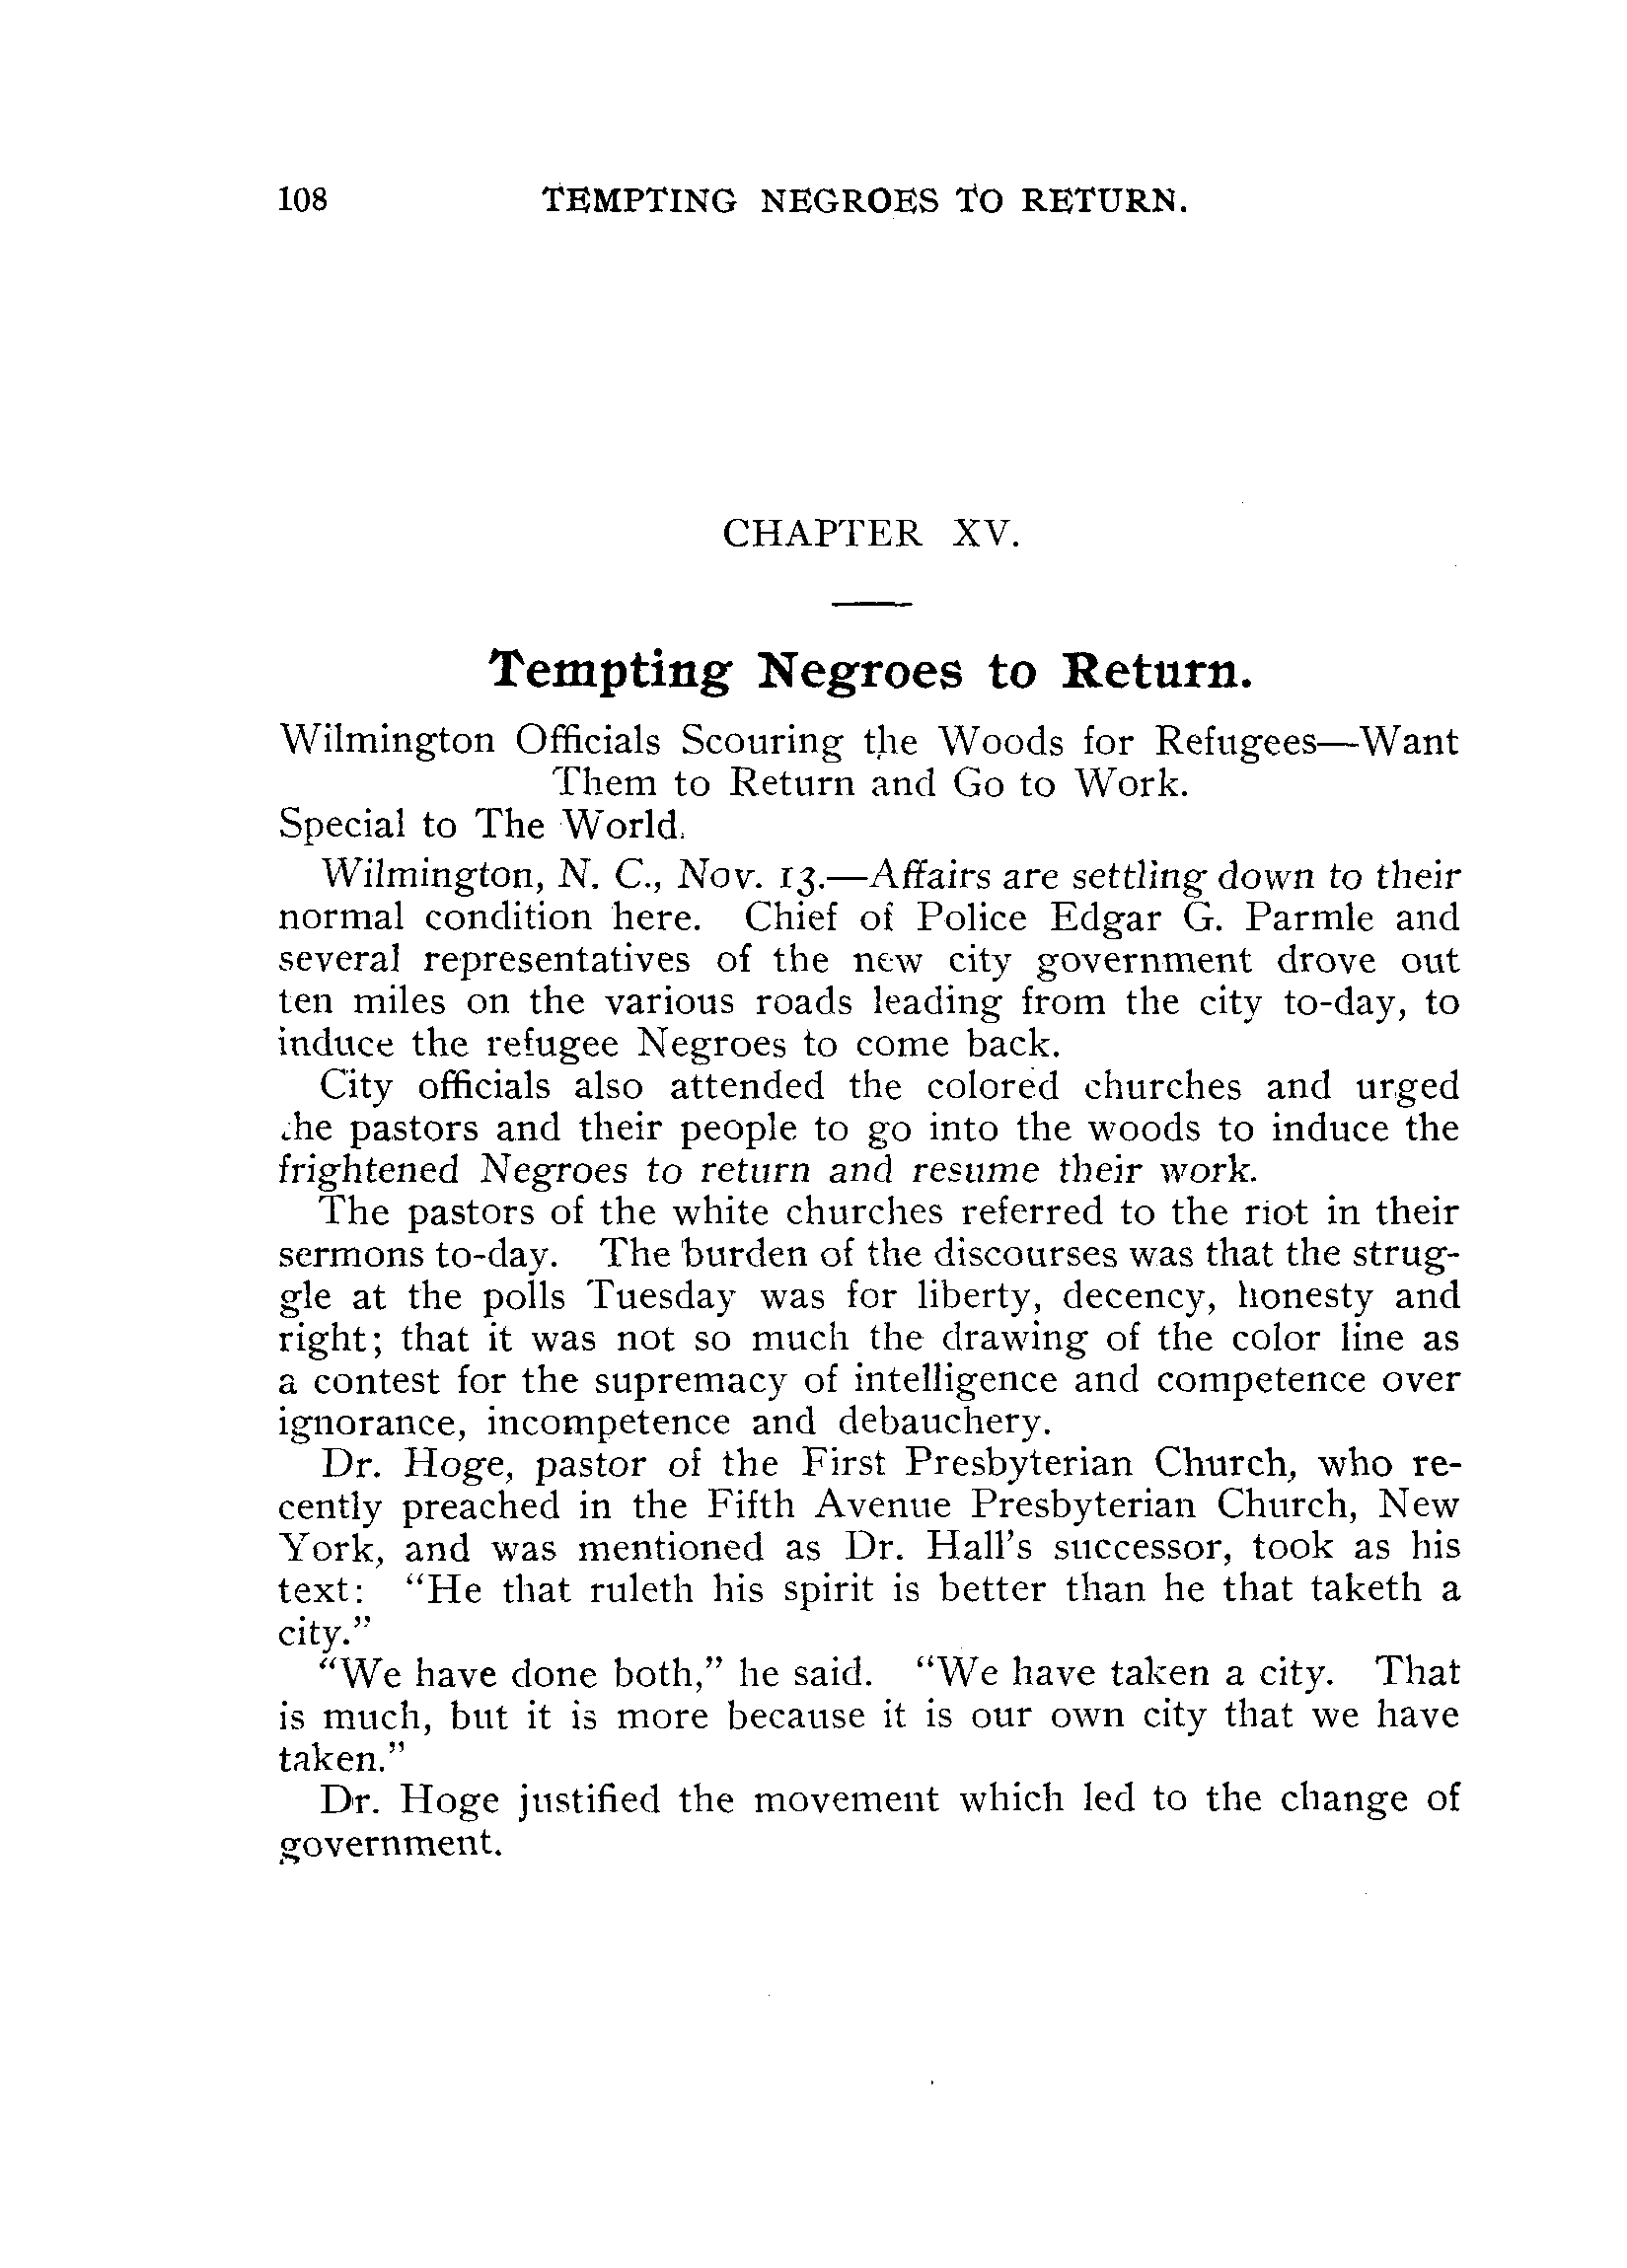 108 TEMPTING NEGROES TO RETURN.
CHAPTER XV.
Tempting Negroes to Return.
Wilmington Officials Scouring the Woods for Refugees—Want
Them to Return and Go to Work.
Special to The World.
Wilmington, N. C., Nov. 13.—Affairs are settling down to their
normal condition here. Chief of Police Edgar G. Parmle and
several representatives of the new city government drove out
ten miles on the various roads leading from the city to-day, to
induce the refugee Negroes to come back.
City officials also attended the colored churches and urged
the pastors and their people to go into the woods to induce the
frightened Negroes to return and resume their work.
The pastors of the white churches referred to the riot in their
sermons to-day. The burden of the discourses was that the strug-
gle at the polls Tuesday was for liberty, decency, honesty and
right; that it was not so much the drawing of the color line as
a contest for the supremacy of intelligence and competence over
ignorance, incompetence and debauchery.
Dr. Hoge, pastor of the First Presbyterian Church, who re-
cently preached in the Fifth Avenue Presbyterian Church, New
York, and was mentioned as Dr. Hall's successor, took as his
text: "He that ruleth his spirit is better than he that taketh a
city."
"We have done both," he said. "We have taken a city. That
is much, but it is more because it is our own city that we have
taken."
Dr. Hoge justified the movement which led to the change of
government.